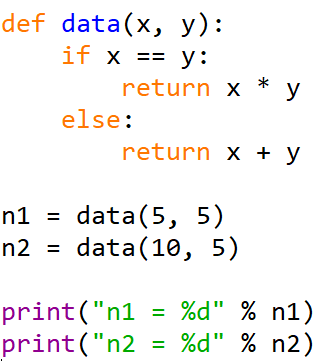 def data(x, y):
    if x == y:
        return x * y
    else:
        return x + y

n1 = data(5, 5)
n2 = data(10, 5)

print("n1 = %d" % n1)
print("n2 = %d" % n2)